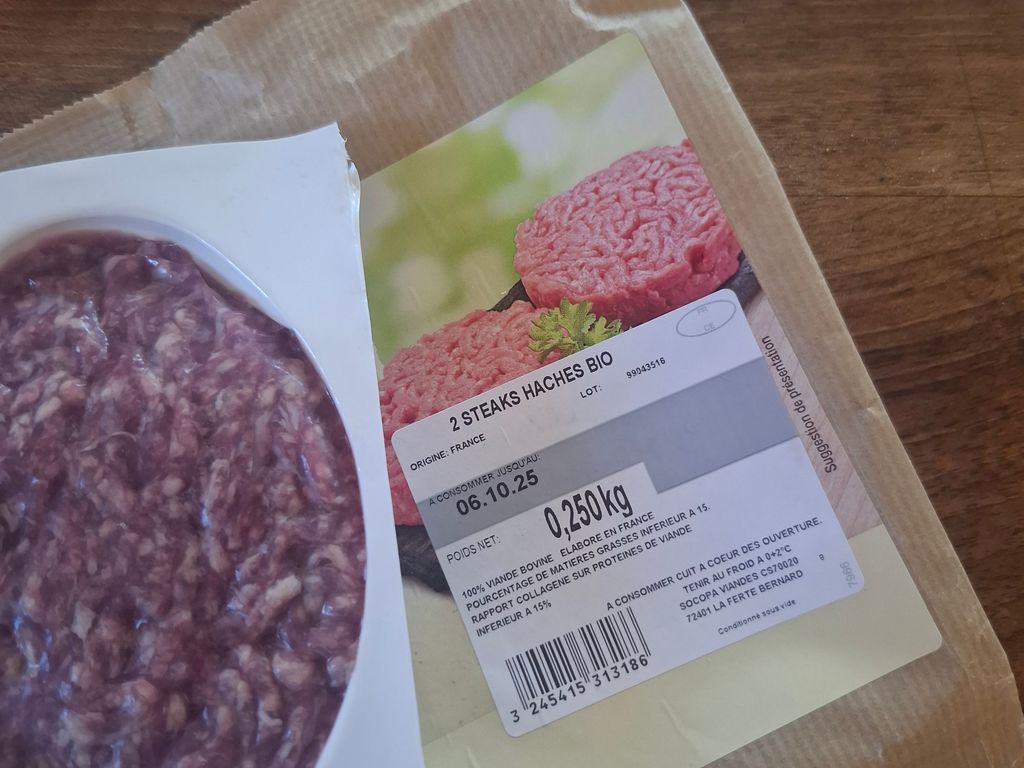 FR
CE
2 STEAKS HACHES BIO
LOT: 99043516
ORIGINE: FRANCE
A CONSOMMER JUSQU'AU:
06.10.25
POIDS NET: 0,250kg
100% VIANDE BOVINE ELABORE EN FRANCE
POURCENTAGE DE MATIERES GRASSES INFERIEUR A 15.
RAPPORT COLLAGENE SUR PROTEINES DE VIANDE
INFERIEUR A 15%
A CONSOMMER CUIT A COEUR DES OUVERTURE.
TENIR AU FROID A 0+2°C
SOCOPA VIANDES CS70020
72401 LA FERTE BERNARD
Conditionné sous vide
3 245415 313186
Suggestion de présentation